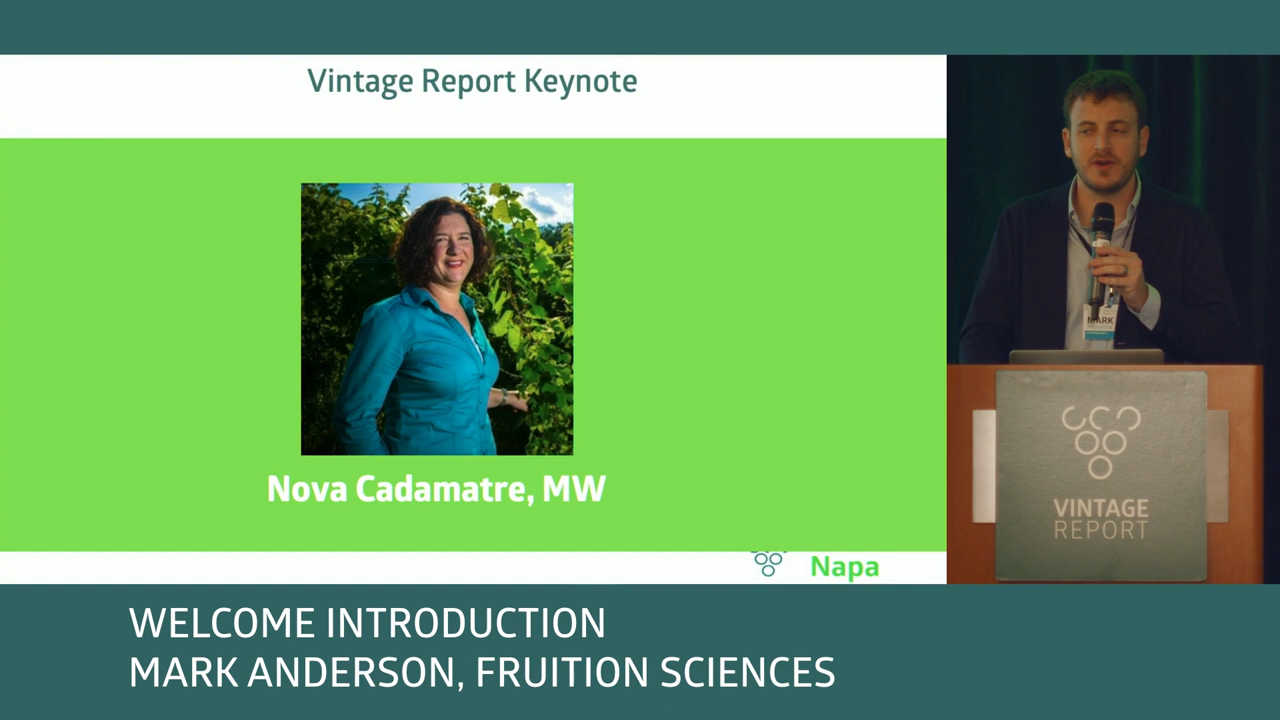 Vintage Report Keynote
Nova Cadamatre, MW
Napa
MARK
VINTAGE
REPORT
WELCOME INTRODUCTION
MARK ANDERSON, FRUITION SCIENCES